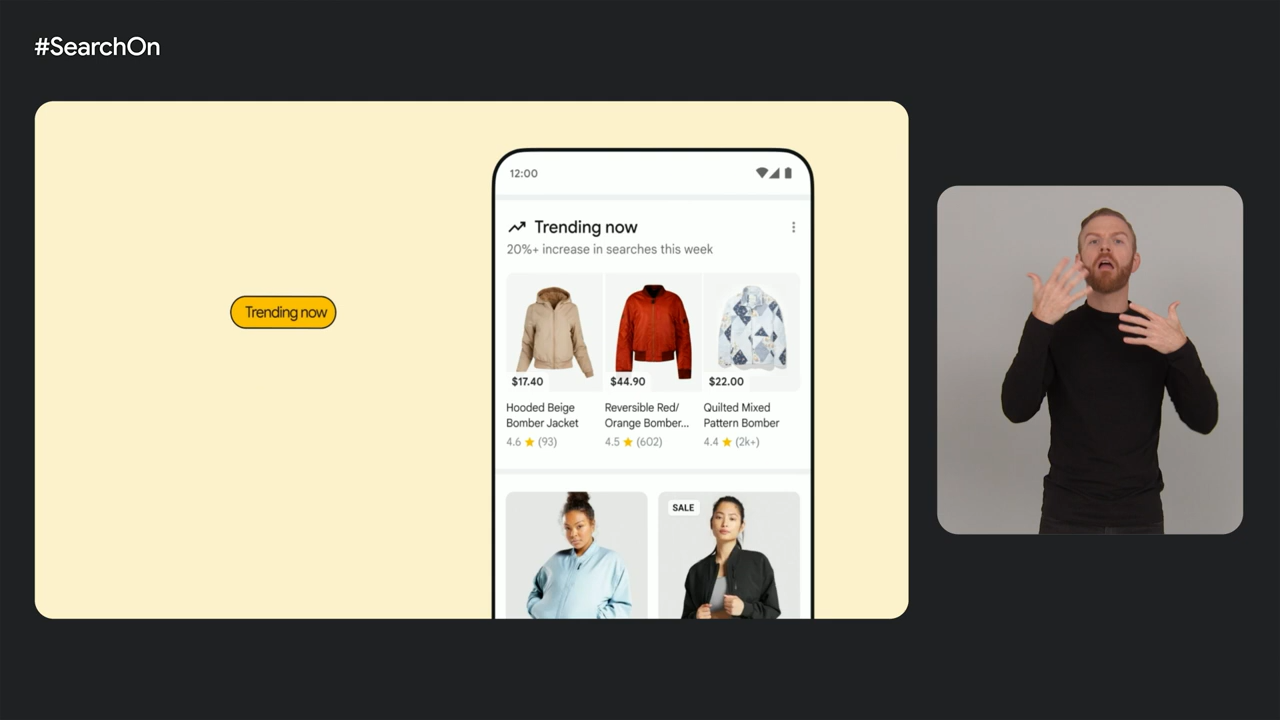 #SearchOn
Trending now
12:00
Trending now
20%+ increase in searches this week
$17.40
$44.90
$22.00
Hooded Beige
Bomber Jacket
4.6 ★ (93)
Reversible Red/
Orange Bomber...
4.5 ★ (602)
Quilted Mixed
Pattern Bomber
4.4 ★ (2k+)
SALE